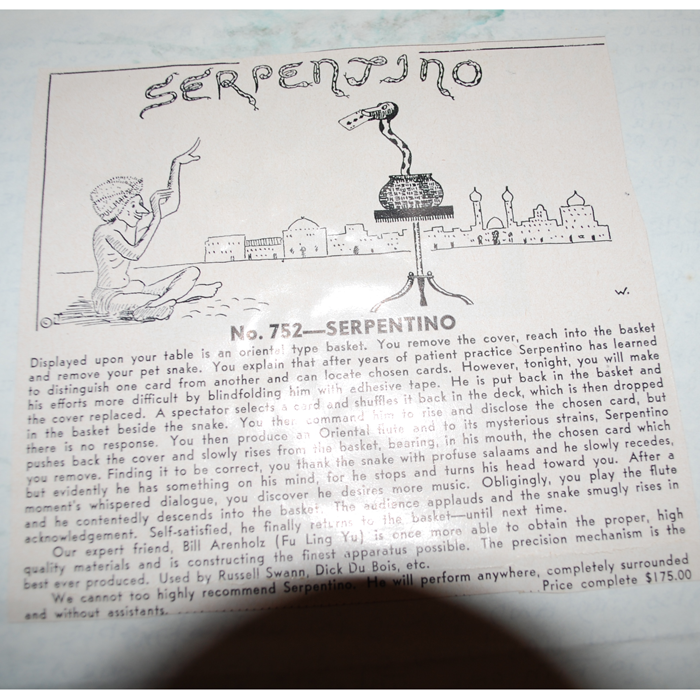 SERPENTINO
W.
©
No. 752—SERPENTINO
Displayed upon your table is an oriental type basket. You remove the cover, reach into the basket
and remove your pet snake. You explain that after years of patient practice Serpentino has learned
to distinguish one card from another and can locate chosen cards. However, tonight, you will make
his efforts more difficult by blindfolding him with adhesive tape. He is put back in the basket and
the cover replaced. A spectator selects a card and shuffles it back in the deck, which is then dropped
in the basket beside the snake. You then command him to rise and disclose the chosen card, but
there is no response. You then produce an Oriental flute and to its mysterious strains, Serpentino
pushes back the cover and slowly rises from the basket, bearing, in his mouth, the chosen card which
you remove. Finding it to be correct, you thank the snake with profuse salaams and he slowly recedes,
but evidently he has something on his mind, for he stops and turns his head toward you. After a
moment's whispered dialogue, you discover he desires more music. Obligingly, you play the flute
and he contentedly descends into the basket. The audience applauds and the snake smugly rises in
acknowledgement. Self-satisfied, he finally returns to the basket—until next time.
Our expert friend, Bill Arenholz (Fu Ling Yu) is once more able to obtain the proper, high
quality materials and is constructing the finest apparatus possible. The precision mechanism is the
best ever produced. Used by Russell Swann, Dick Du Bois, etc.
We cannot too highly recommend Serpentino. He will perform anywhere, completely surrounded
and without assistants. Price complete $175.00